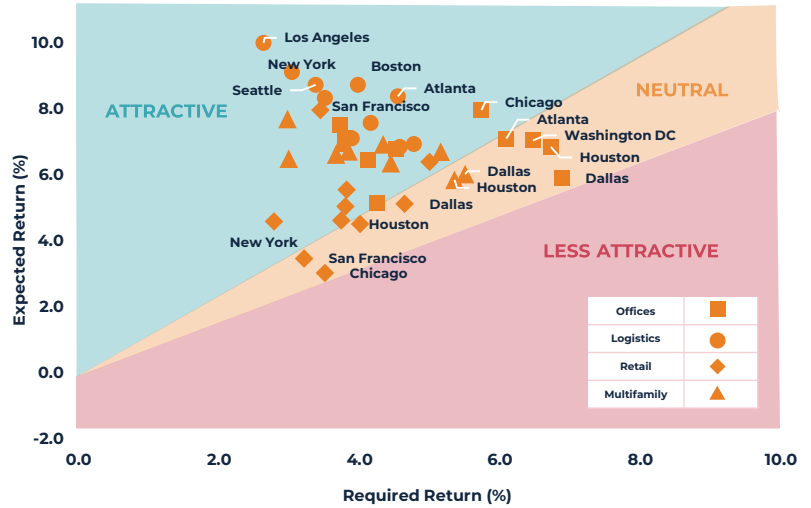 10.0
8.0
6.0
4.0
2.0
0.0
-2.0
Expected Return (%)
0.0
2.0
4.0
6.0
8.0
10.0
Required Return (%)
ATTRACTIVE
NEUTRAL
LESS ATTRACTIVE
Los Angeles
New York
Boston
Seattle
Atlanta
San Francisco
Chicago
Atlanta
Washington DC
Houston
Dallas
Dallas
Houston
Dallas
Houston
New York
San Francisco
Chicago
Offices
Logistics
Retail
Multifamily